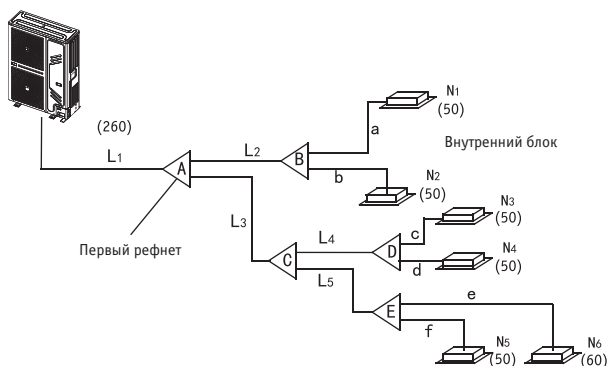 (260)
L1
A
Первый рефнет
L2
B
a
N1
(50)
Внутренний блок
b
N2
(50)
L3
C
L4
D
c
N3
(50)
d
N4
(50)
L5
E
e
f
N5
(50)
N6
(60)